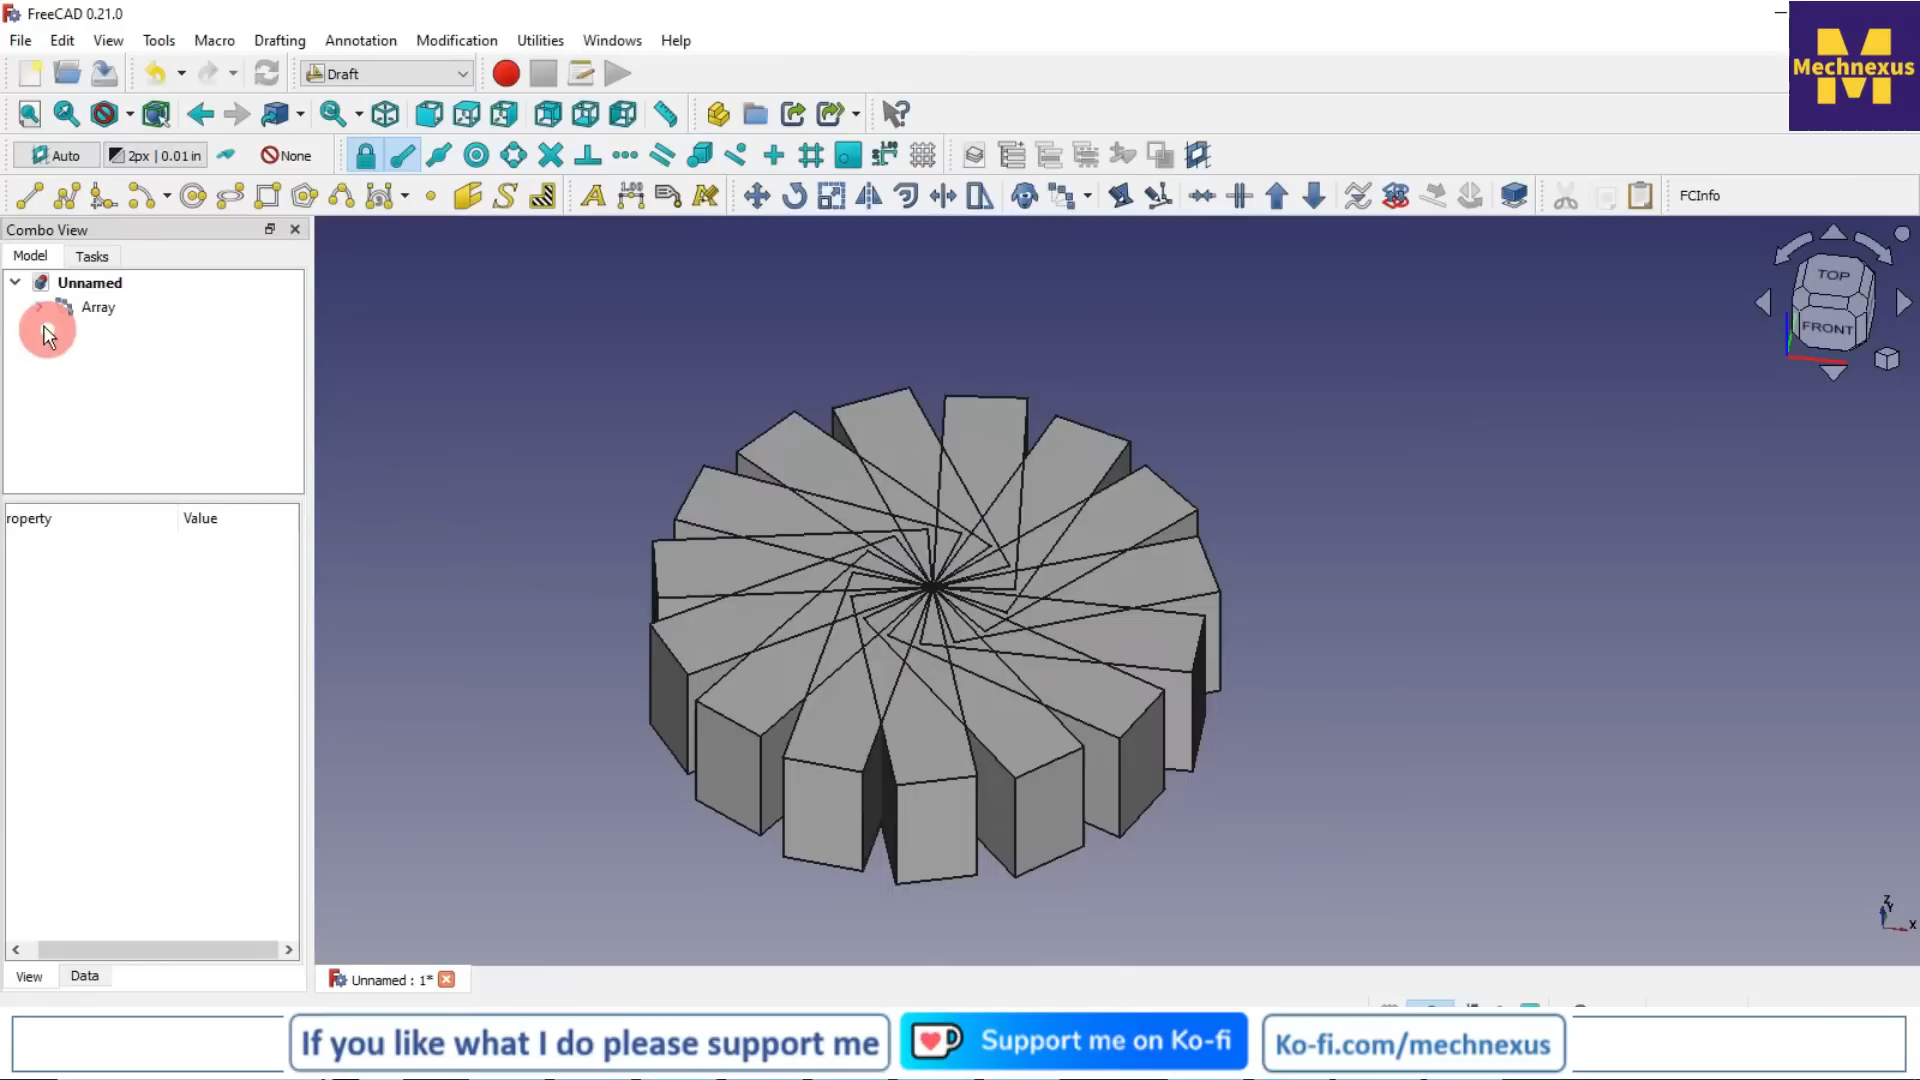 FreeCAD 0.21.0
File Edit View Tools Macro Drafting Annotation Modification Utilities Windows Help
Mechnexus
Draft
Auto 2px | 0.01 in None
1.00
A S
FCInfo
Combo View
Model Tasks
Unnamed
Array
roperty Value
TOP
FRONT
Z
Y
X
View Data
Unnamed : 1*
If you like what I do please support me
Support me on Ko-fi
Ko-fi.com/mechnexus